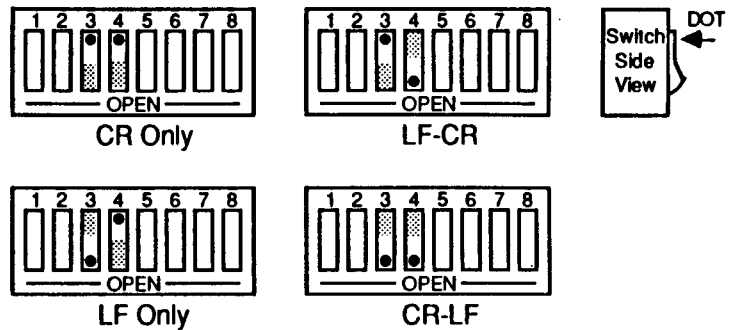 1 2 3 4 5 6 7 8
OPEN
CR Only
1 2 3 4 5 6 7 8
OPEN
LF-CR
Switch
Side
View
DOT
1 2 3 4 5 6 7 8
OPEN
LF Only
1 2 3 4 5 6 7 8
OPEN
CR-LF